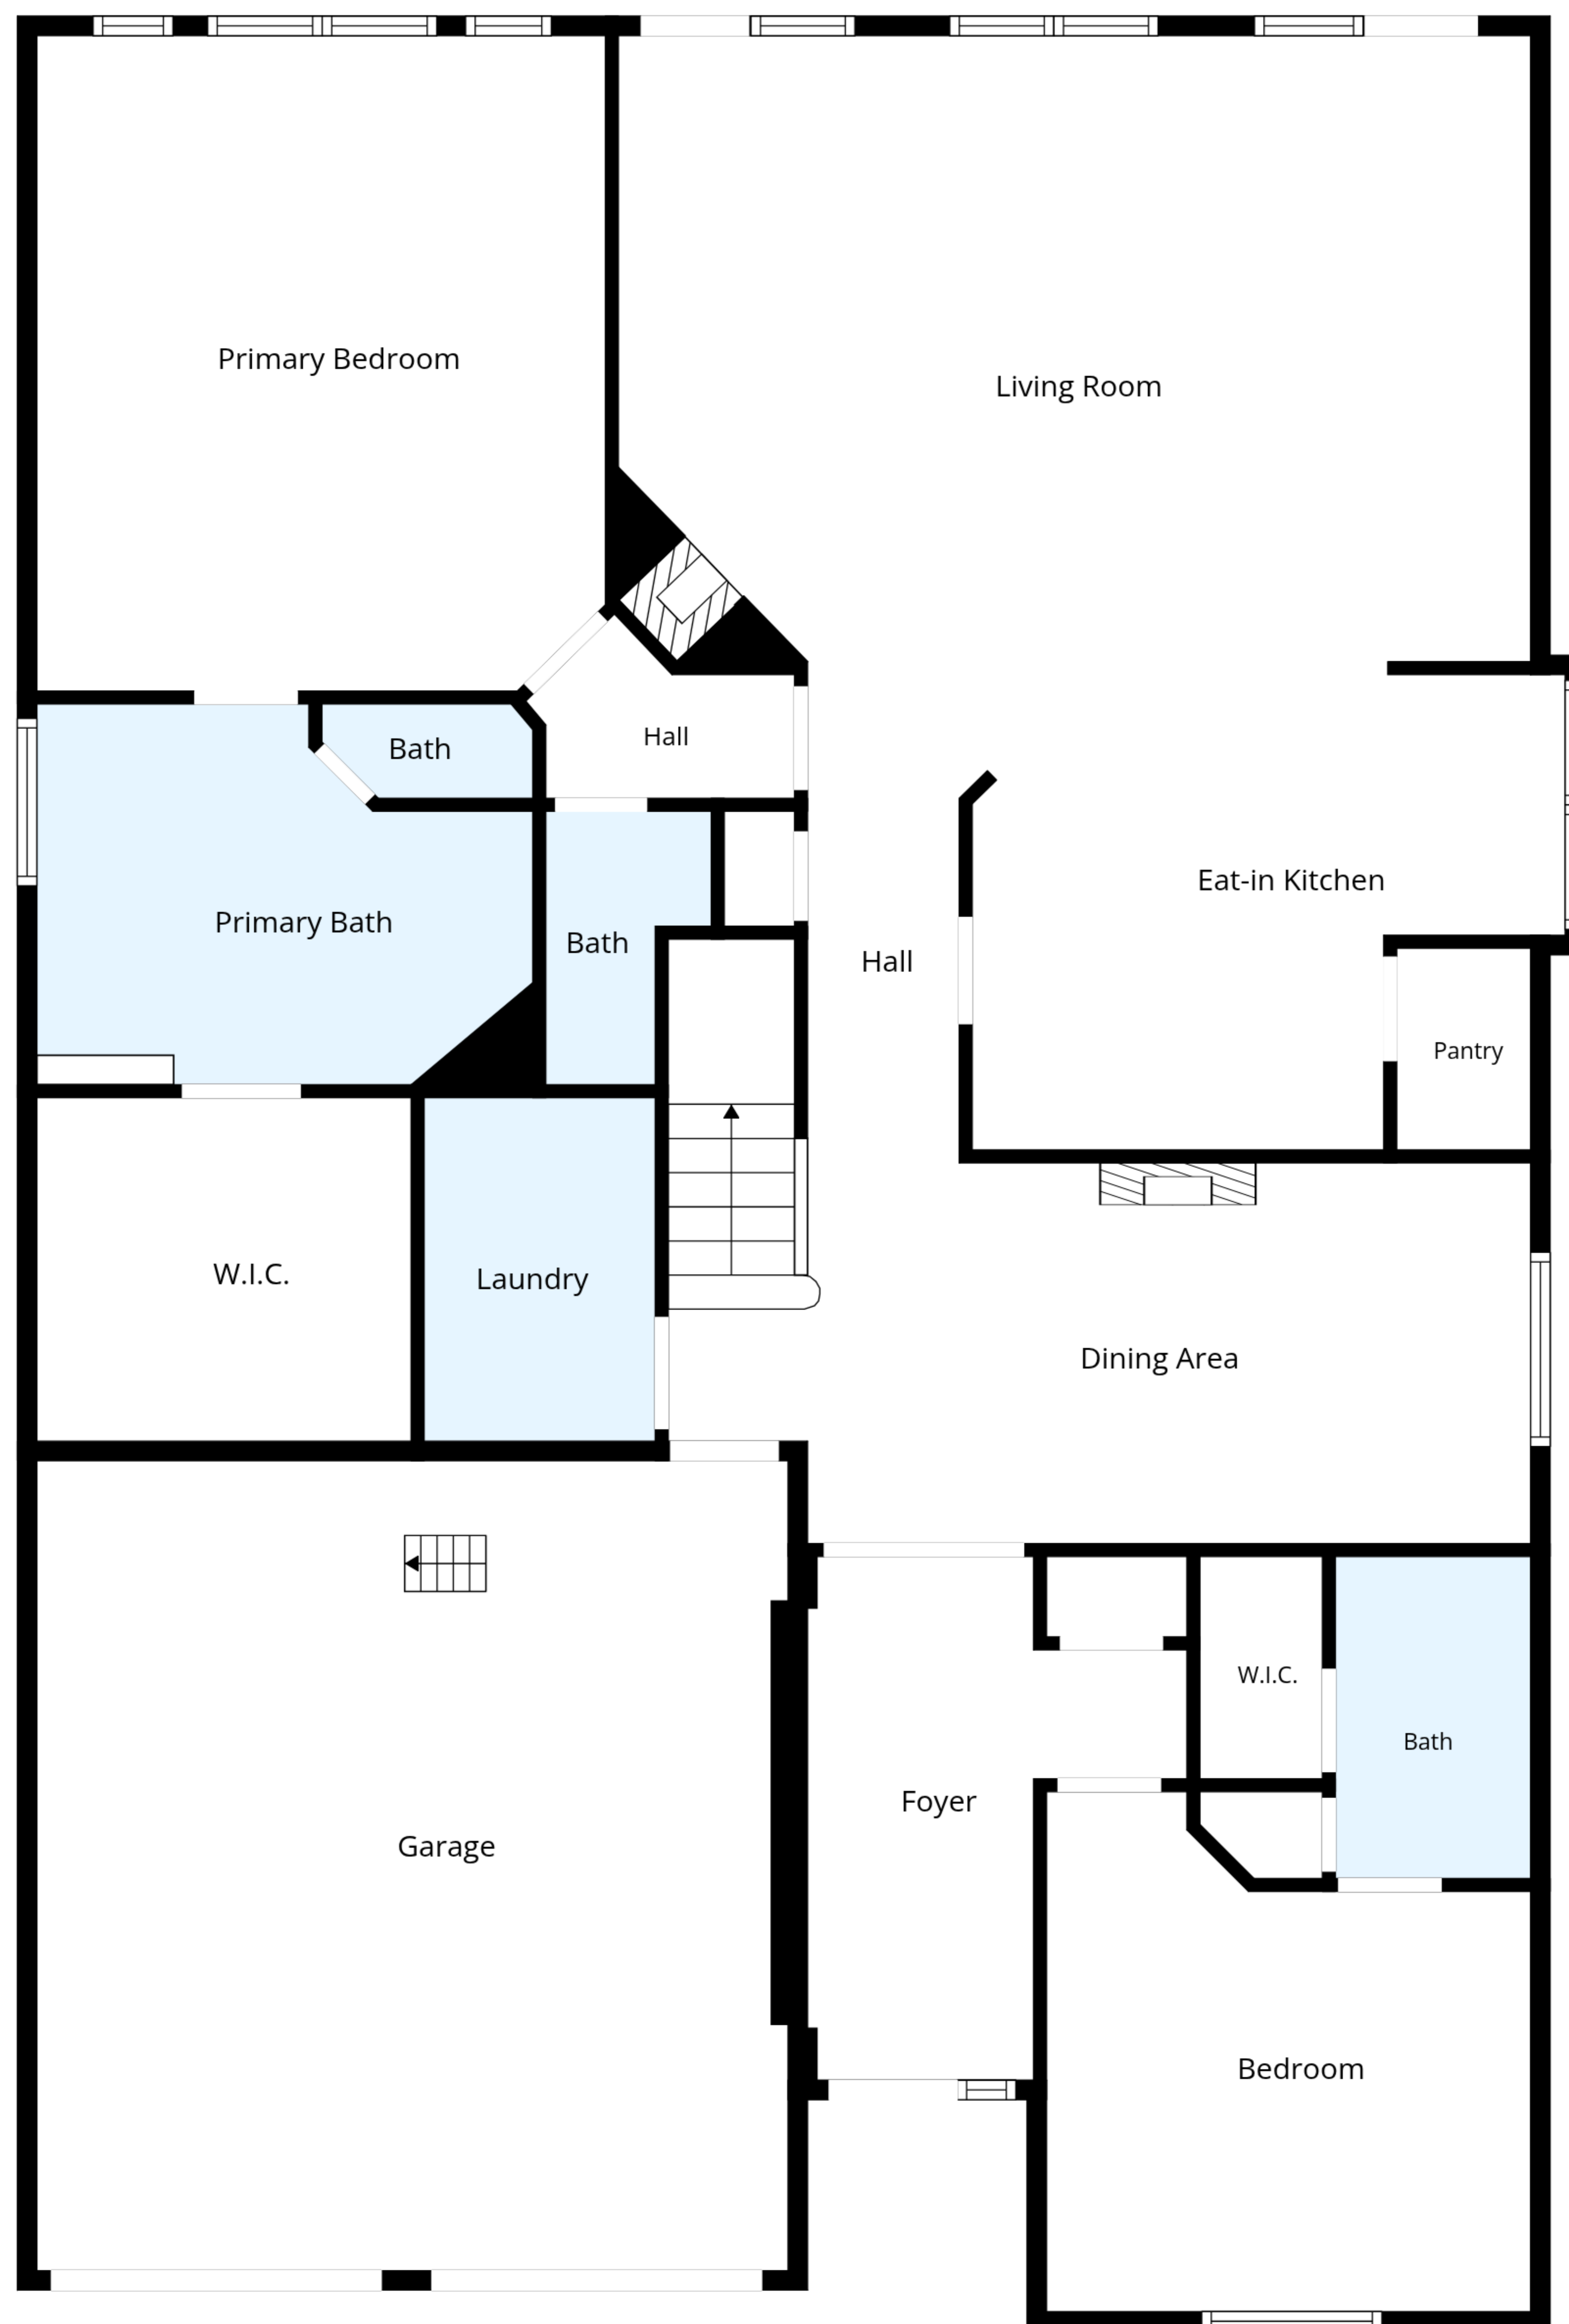 Primary Bedroom
Living Room
Hall
Bath
Eat-in Kitchen
Primary Bath
Bath
Hall
Pantry
W.I.C.
Laundry
Dining Area
W.I.C.
Bath
Foyer
Garage
Bedroom